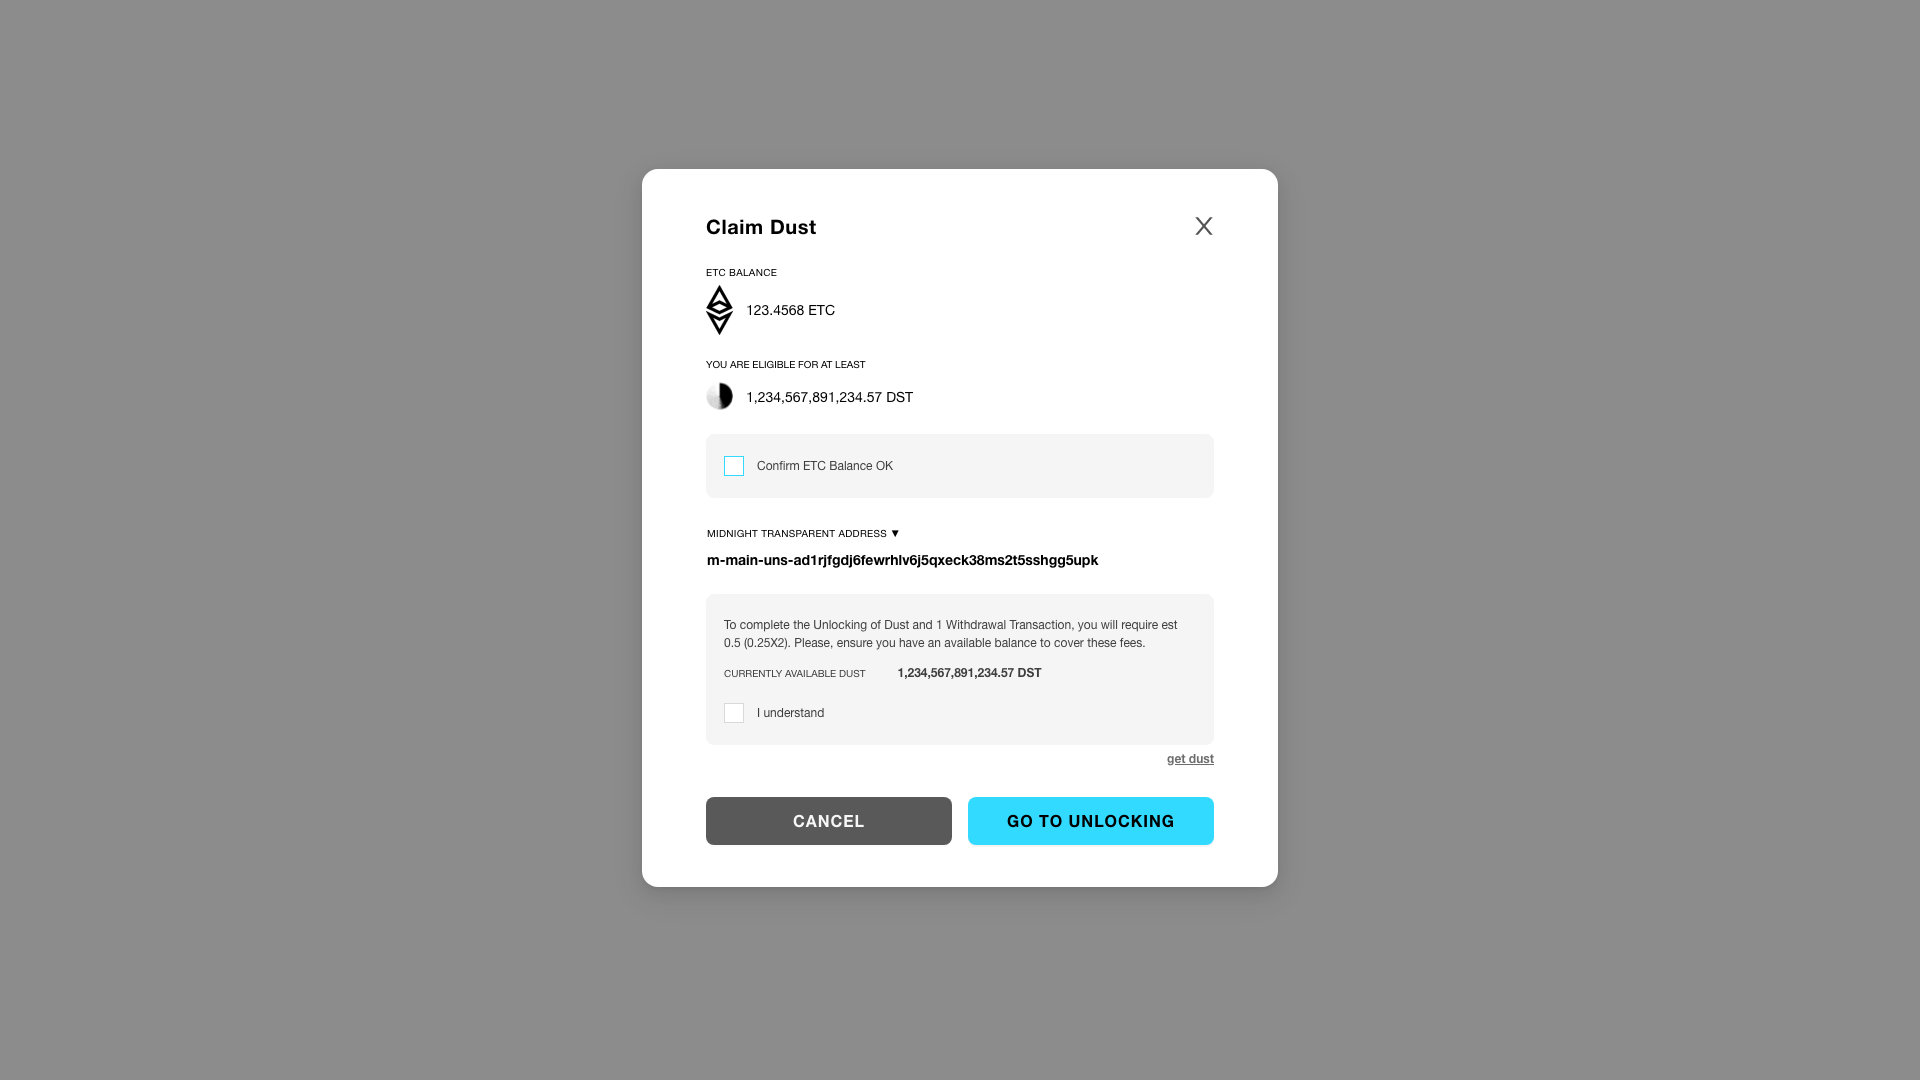 Claim Dust
X
ETC BALANCE
123.4568 ETC
YOU ARE ELIGIBLE FOR AT LEAST
1,234,567,891,234.57 DST
Confirm ETC Balance OK
MIDNIGHT TRANSPARENT ADDRESS ▼
m-main-uns-ad1rjfgdj6fewrhlv6j5qxeck38ms2t5sshgg5upk
To complete the Unlocking of Dust and 1 Withdrawal Transaction, you will require est
0.5 (0.25X2). Please, ensure you have an available balance to cover these fees.
CURRENTLY AVAILABLE DUST 1,234,567,891,234.57 DST
I understand
get dust
CANCEL GO TO UNLOCKING